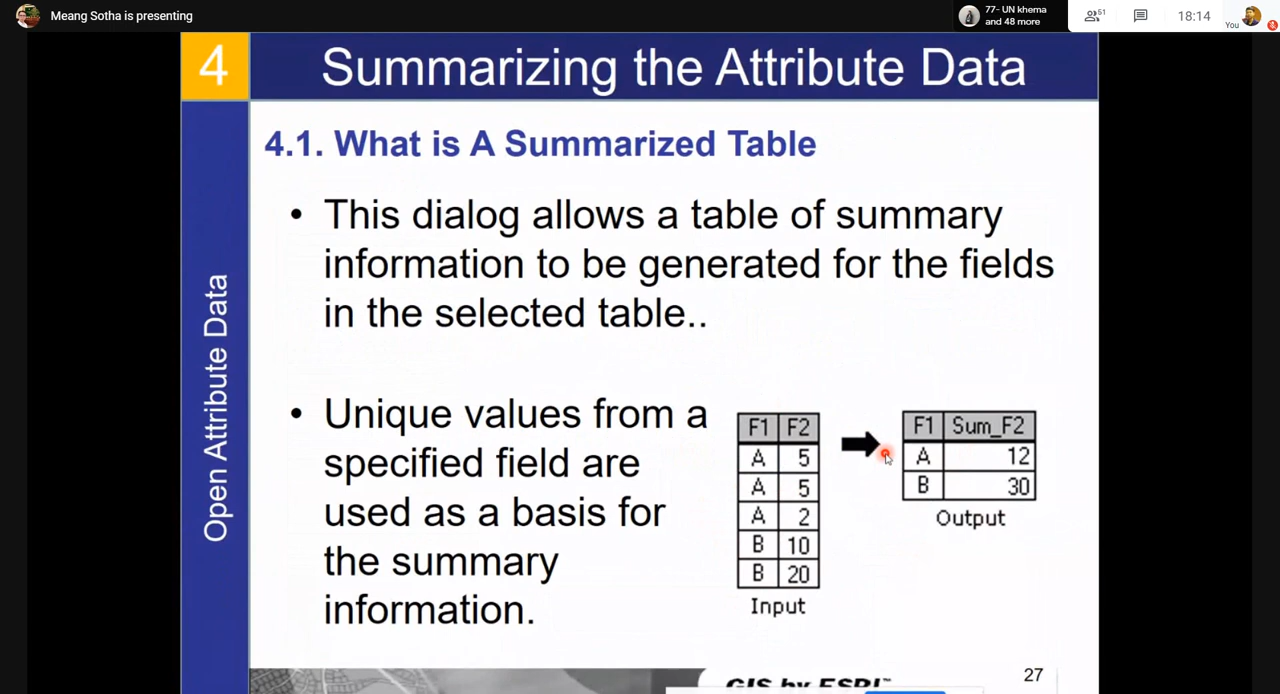 Meang Sotha is presenting
77- UN khema
and 48 more
51
18:14
You
4
Summarizing the Attribute Data
Open Attribute Data
4.1. What is A Summarized Table
• This dialog allows a table of summary
information to be generated for the fields
in the selected table..
• Unique values from a
specified field are
used as a basis for
the summary
information.
F1 F2
A 5
A 5
A 2
B 10
B 20
Input
F1 Sum_F2
A 12
B 30
Output
GIS by ESRI™
27